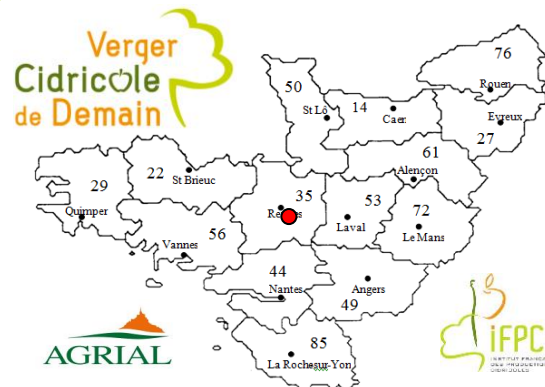 Verger
Cidricole
de Demain
76
Rouen
50
St Lô
14
Caer
Evreux
27
61
Alençon
29
Quimper
22
St Brieuc
35
53
Laval
72
Le Mans
56
Vannes
44
Nantes
Angers
49
85
La Roche sur-Yon
AGRIAL
iFPC